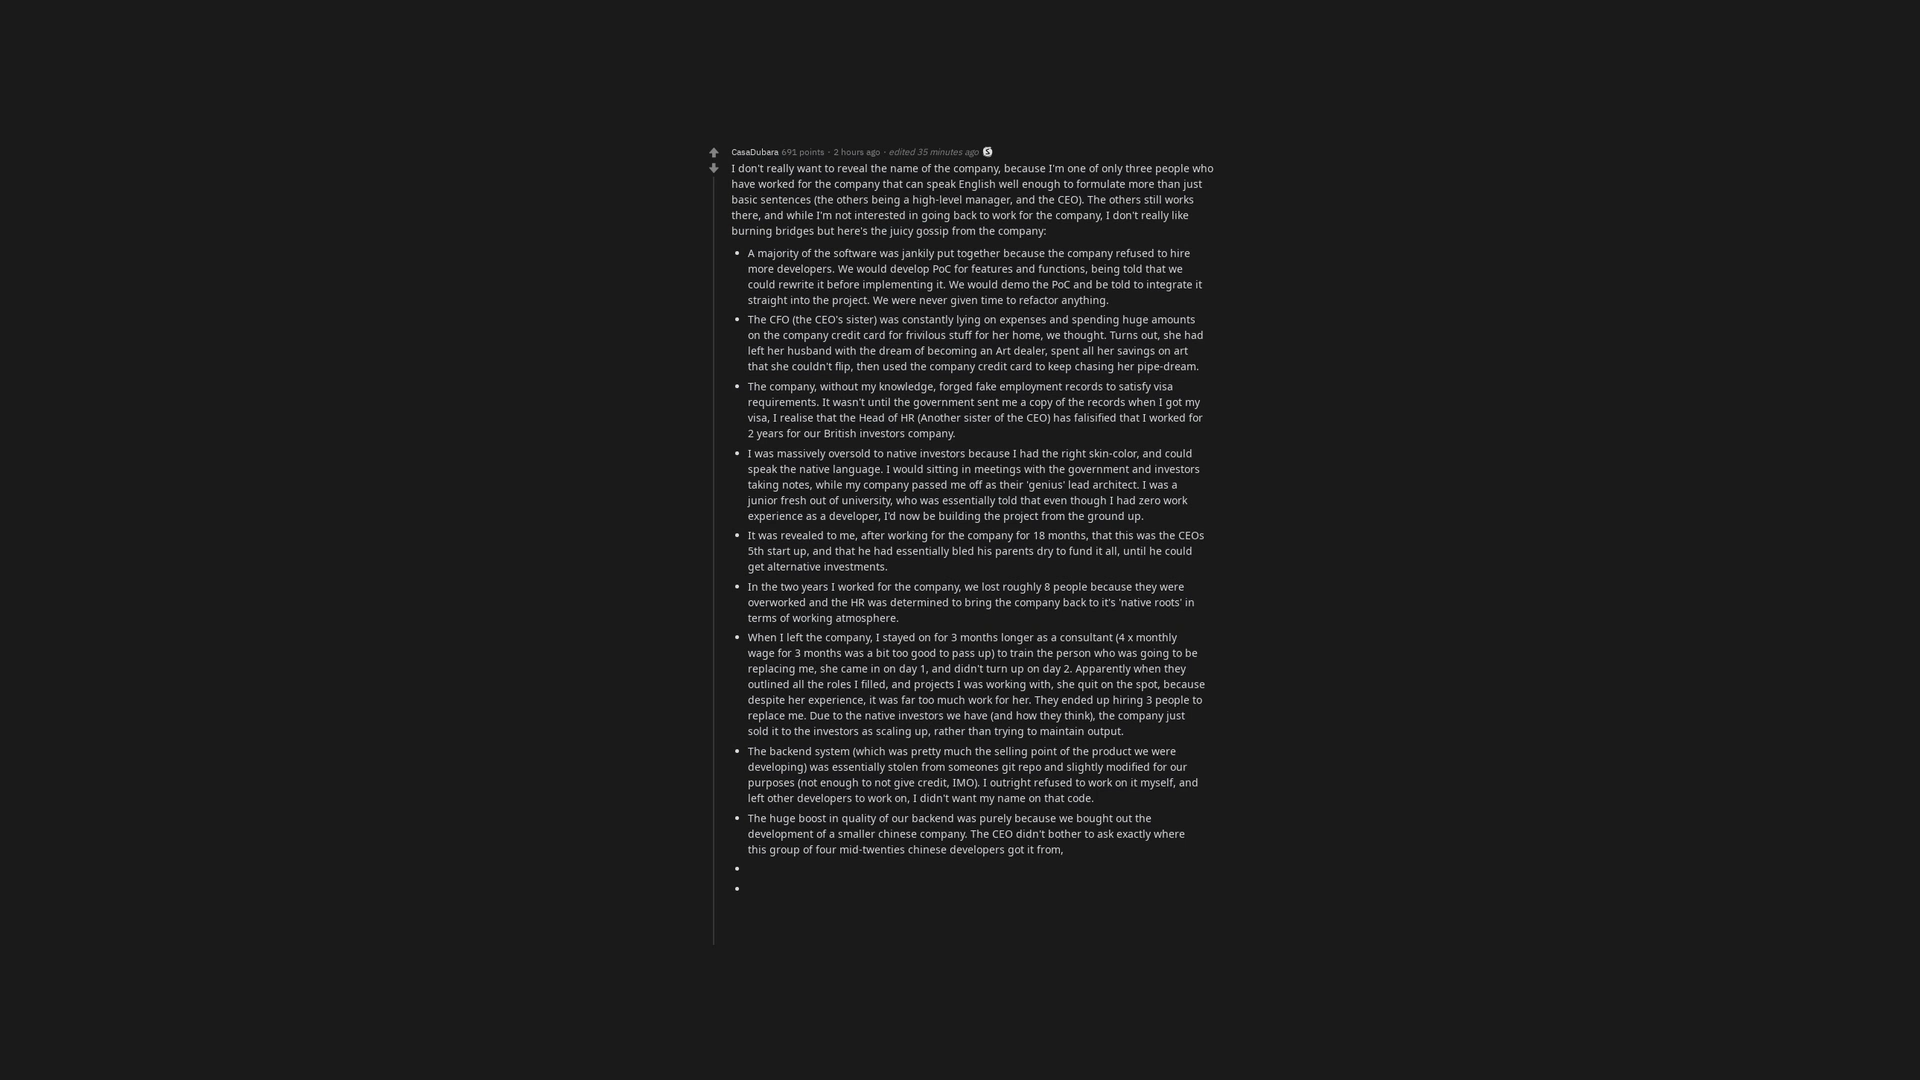 CasaDubara 691 points · 2 hours ago · edited 35 minutes ago S
I don't really want to reveal the name of the company, because I'm one of only three people who
have worked for the company that can speak English well enough to formulate more than just
basic sentences (the others being a high-level manager, and the CEO). The others still works
there, and while I'm not interested in going back to work for the company, I don't really like
burning bridges but here's the juicy gossip from the company:
• A majority of the software was jankily put together because the company refused to hire
more developers. We would develop PoC for features and functions, being told that we
could rewrite it before implementing it. We would demo the PoC and be told to integrate it
straight into the project. We were never given time to refactor anything.
• The CFO (the CEO's sister) was constantly lying on expenses and spending huge amounts
on the company credit card for frivilous stuff for her home, we thought. Turns out, she had
left her husband with the dream of becoming an Art dealer, spent all her savings on art
that she couldn't flip, then used the company credit card to keep chasing her pipe-dream.
• The company, without my knowledge, forged fake employment records to satisfy visa
requirements. It wasn't until the government sent me a copy of the records when I got my
visa, I realise that the Head of HR (Another sister of the CEO) has falisified that I worked for
2 years for our British investors company.
• I was massively oversold to native investors because I had the right skin-color, and could
speak the native language. I would sitting in meetings with the government and investors
taking notes, while my company passed me off as their 'genius' lead architect. I was a
junior fresh out of university, who was essentially told that even though I had zero work
experience as a developer, I'd now be building the project from the ground up.
• It was revealed to me, after working for the company for 18 months, that this was the CEOs
5th start up, and that he had essentially bled his parents dry to fund it all, until he could
get alternative investments.
• In the two years I worked for the company, we lost roughly 8 people because they were
overworked and the HR was determined to bring the company back to it's 'native roots' in
terms of working atmosphere.
• When I left the company, I stayed on for 3 months longer as a consultant (4 x monthly
wage for 3 months was a bit too good to pass up) to train the person who was going to be
replacing me, she came in on day 1, and didn't turn up on day 2. Apparently when they
outlined all the roles I filled, and projects I was working with, she quit on the spot, because
despite her experience, it was far too much work for her. They ended up hiring 3 people to
replace me. Due to the native investors we have (and how they think), the company just
sold it to the investors as scaling up, rather than trying to maintain output.
• The backend system (which was pretty much the selling point of the product we were
developing) was essentially stolen from someones git repo and slightly modified for our
purposes (not enough to not give credit, IMO). I outright refused to work on it myself, and
left other developers to work on, I didn't want my name on that code.
• The huge boost in quality of our backend was purely because we bought out the
development of a smaller chinese company. The CEO didn't bother to ask exactly where
this group of four mid-twenties chinese developers got it from,
•
•